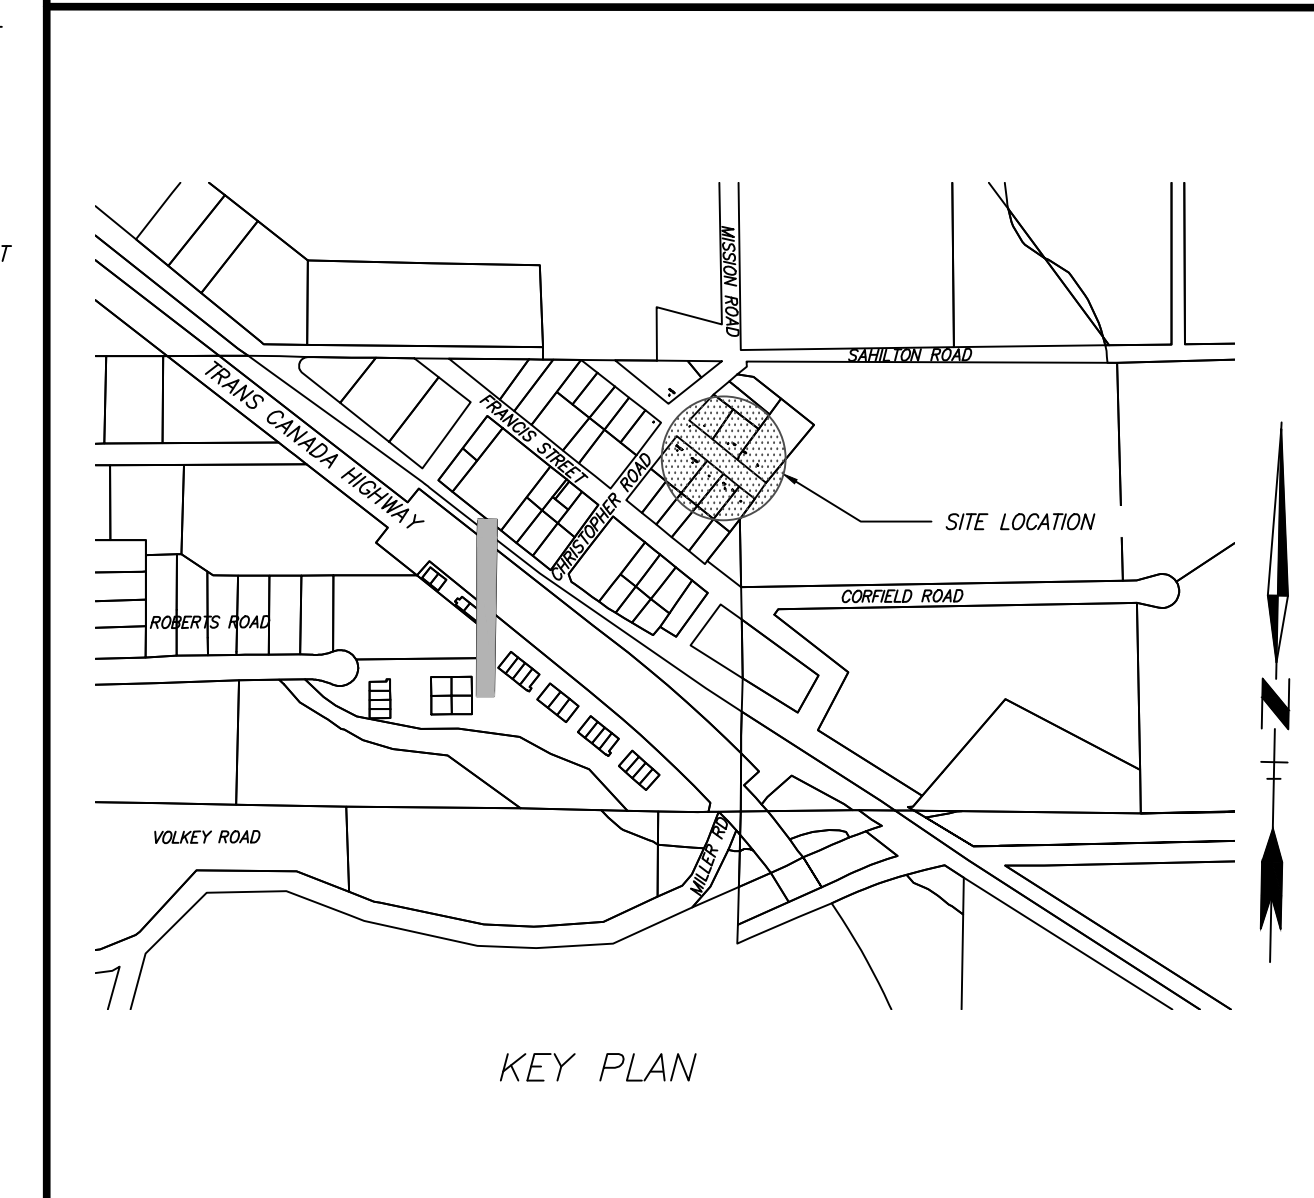 T
MISSION ROAD
SAHILTON ROAD
TRANS CANADA HIGHWAY
FRANCIS STREET
CHRISTOPHER ROAD
SITE LOCATION
CORFIELD ROAD
ROBERTS ROAD
N
VOLKEY ROAD
MILLER RD
KEY PLAN